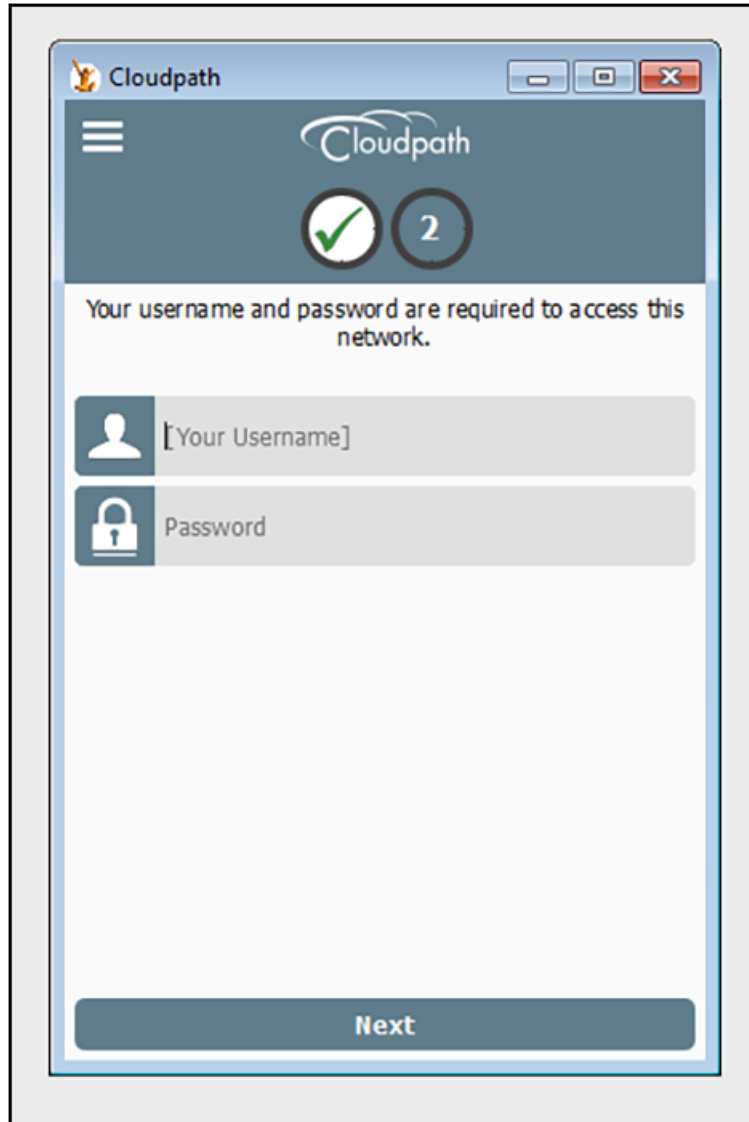 Cloudpath
Cloudpath
2
Your username and password are required to access this
network.
[Your Username]
Password
Next